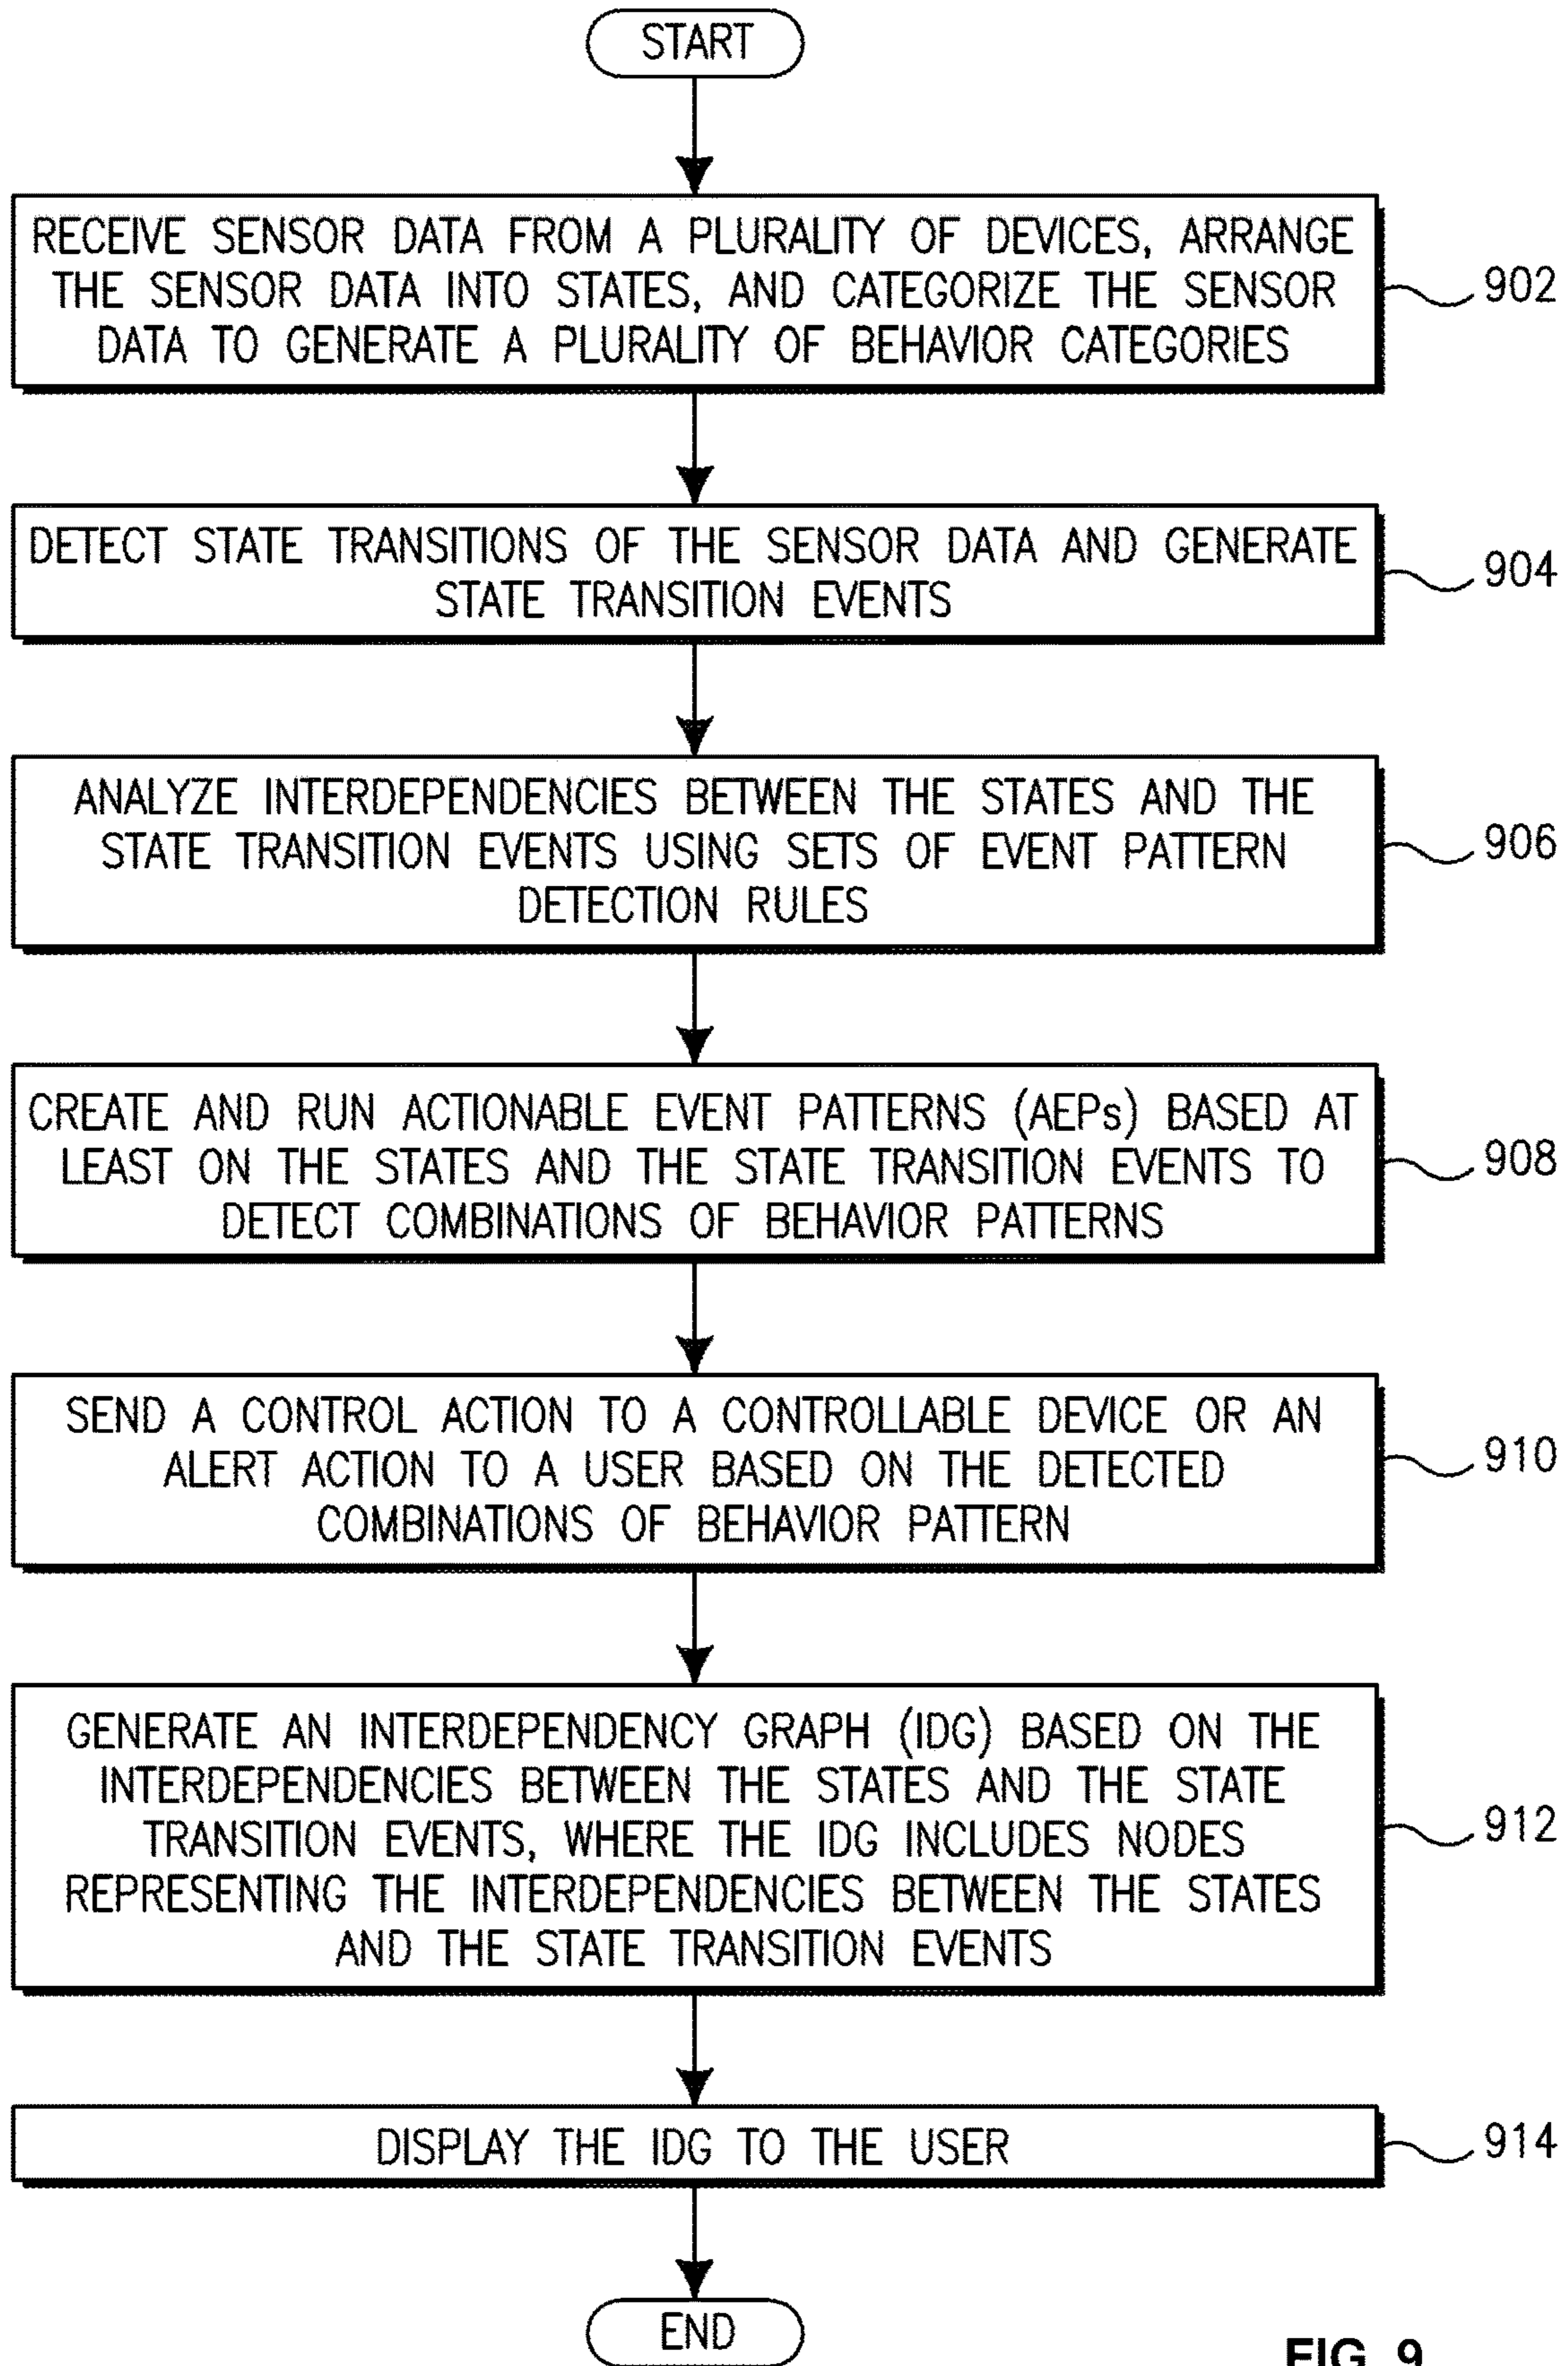 START
RECEIVE SENSOR DATA FROM A PLURALITY OF DEVICES, ARRANGE
THE SENSOR DATA INTO STATES, AND CATEGORIZE THE SENSOR
DATA TO GENERATE A PLURALITY OF BEHAVIOR CATEGORIES
902
DETECT STATE TRANSITIONS OF THE SENSOR DATA AND GENERATE
STATE TRANSITION EVENTS
904
ANALYZE INTERDEPENDENCIES BETWEEN THE STATES AND THE
STATE TRANSITION EVENTS USING SETS OF EVENT PATTERN
DETECTION RULES
906
CREATE AND RUN ACTIONABLE EVENT PATTERNS (AEPs) BASED AT
LEAST ON THE STATES AND THE STATE TRANSITION EVENTS TO
DETECT COMBINATIONS OF BEHAVIOR PATTERNS
908
SEND A CONTROL ACTION TO A CONTROLLABLE DEVICE OR AN
ALERT ACTION TO A USER BASED ON THE DETECTED
COMBINATIONS OF BEHAVIOR PATTERN
910
GENERATE AN INTERDEPENDENCY GRAPH (IDG) BASED ON THE
INTERDEPENDENCIES BETWEEN THE STATES AND THE STATE
TRANSITION EVENTS, WHERE THE IDG INCLUDES NODES
REPRESENTING THE INTERDEPENDENCIES BETWEEN THE STATES
AND THE STATE TRANSITION EVENTS
912
DISPLAY THE IDG TO THE USER
914
END
FIG. 9